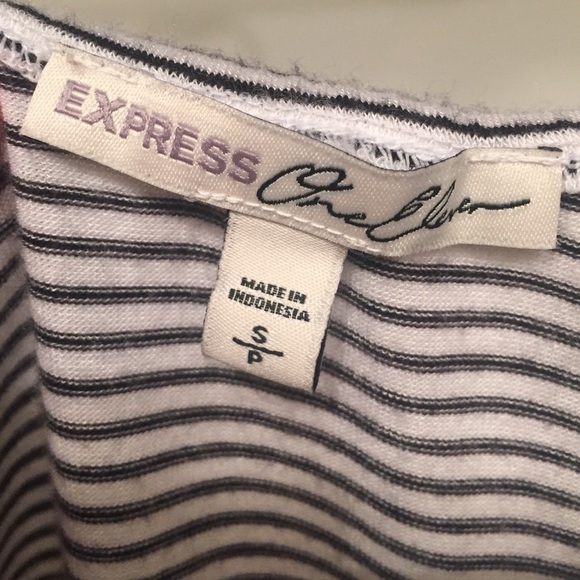 EXPRESS One Eleven
MADE IN
INDONESIA
S/P